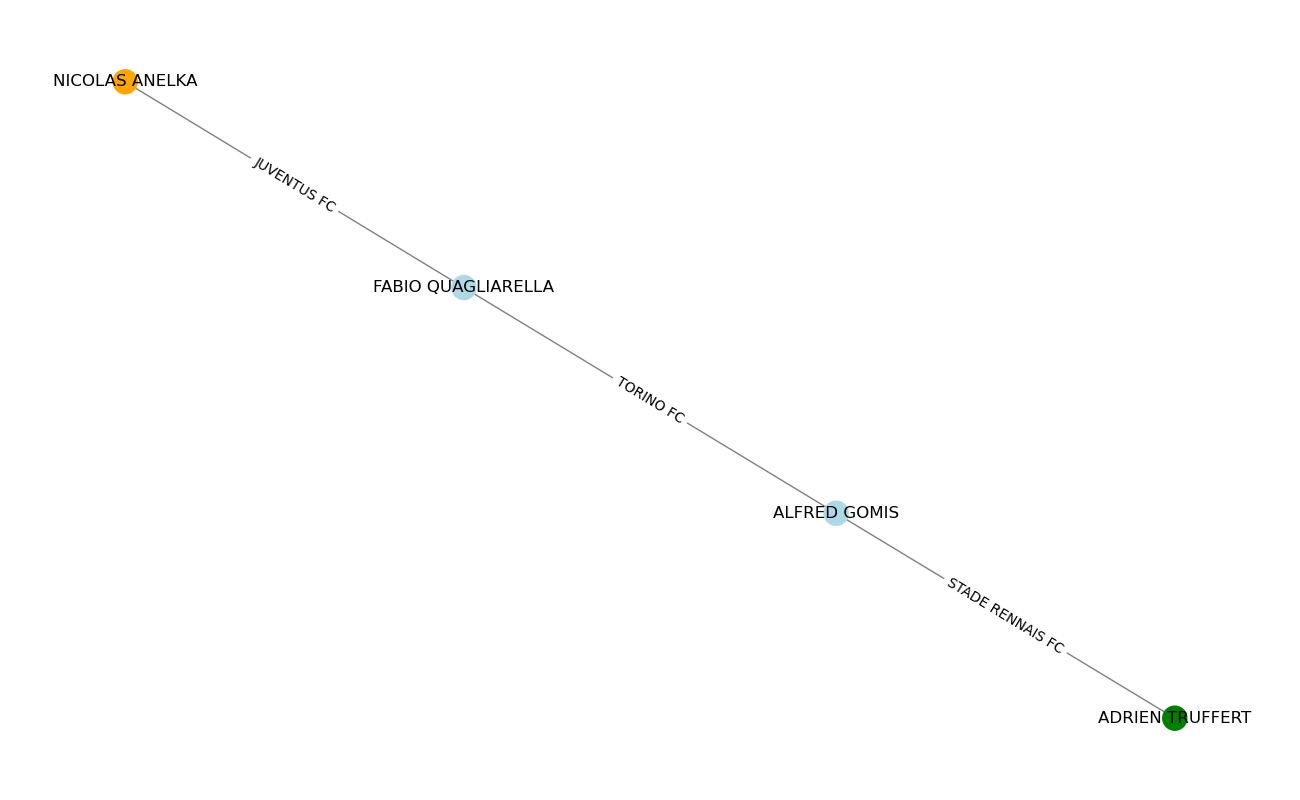 NICOLAS ANELKA
JUVENTUS FC
FABIO QUAGLIARELLA
TORINO FC
ALFRED GOMIS
STADE RENNAIS FC
ADRIEN TRUFFERT